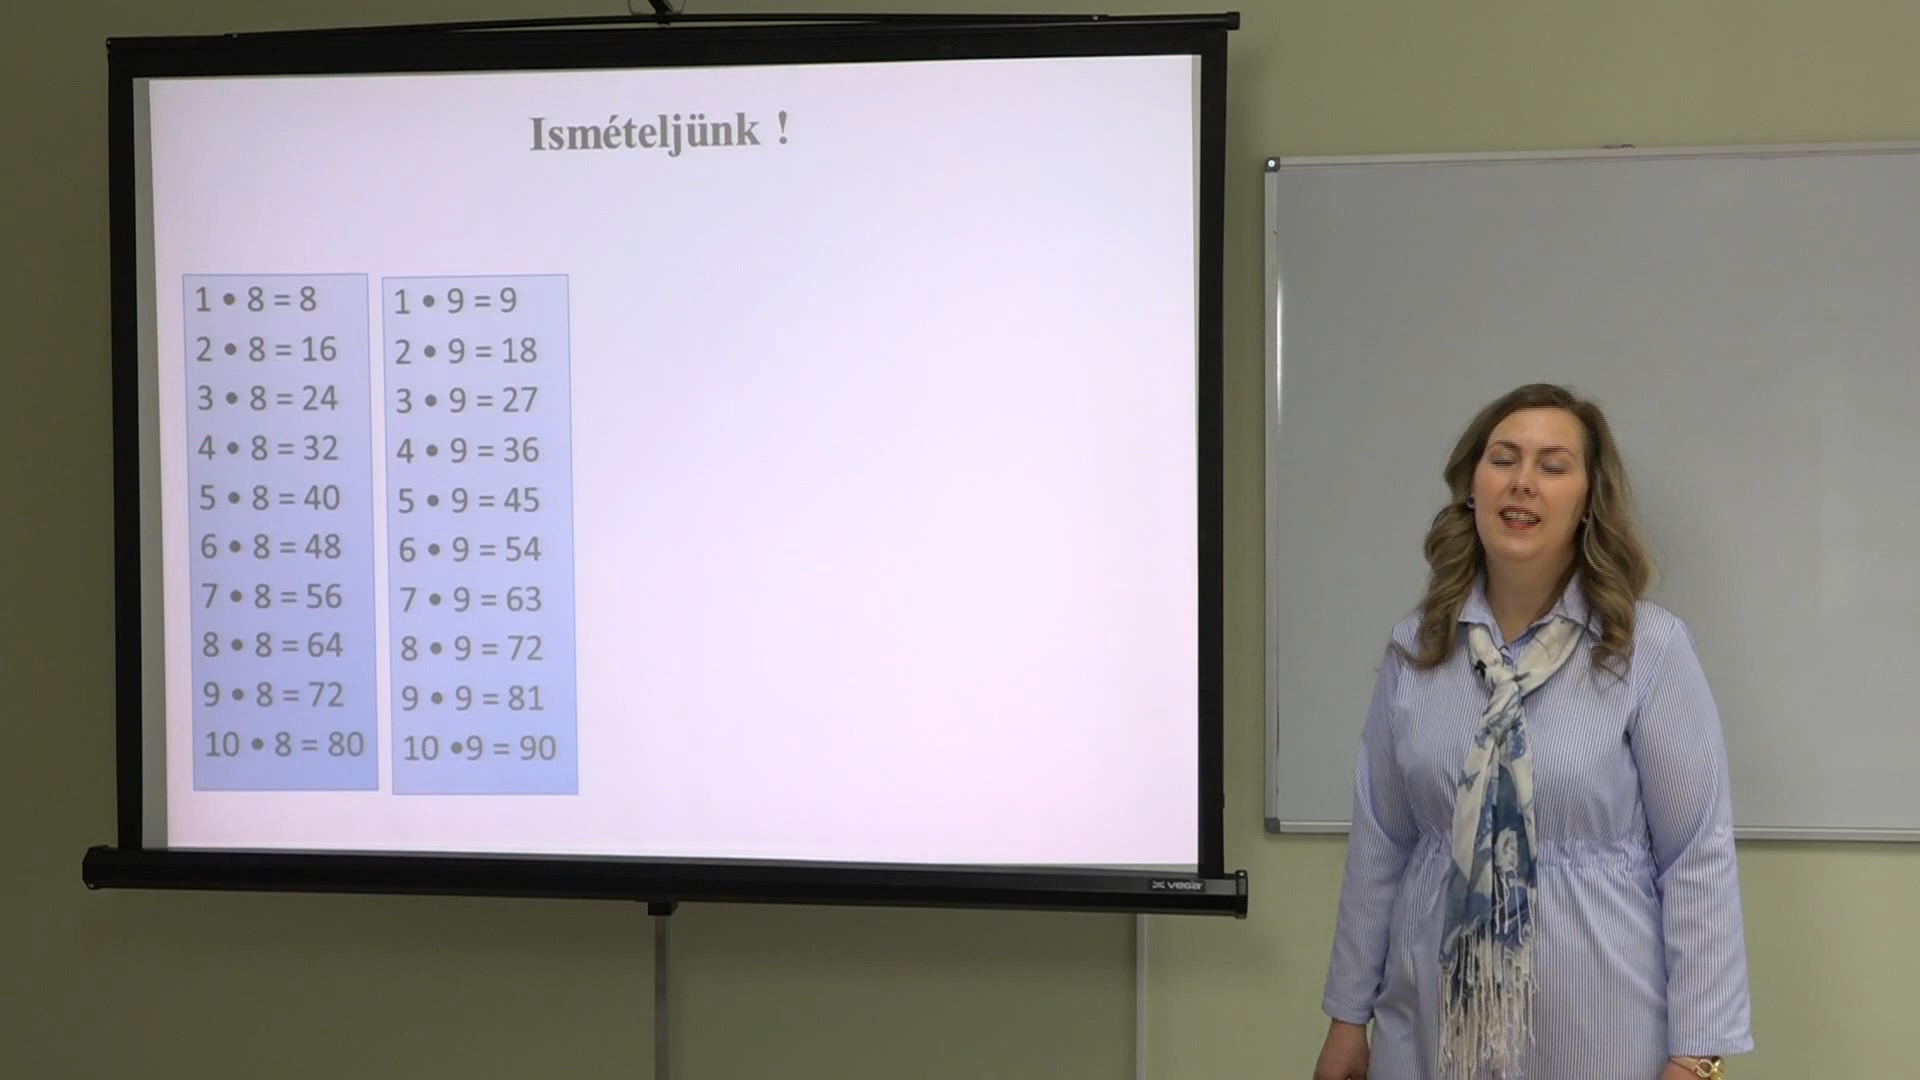 Ismételjünk !
1 • 8 = 8
2 • 8 = 16
3 • 8 = 24
4 • 8 = 32
5 • 8 = 40
6 • 8 = 48
7 • 8 = 56
8 • 8 = 64
9 • 8 = 72
10 • 8 = 80
1 • 9 = 9
2 • 9 = 18
3 • 9 = 27
4 • 9 = 36
5 • 9 = 45
6 • 9 = 54
7 • 9 = 63
8 • 9 = 72
9 • 9 = 81
10 •9 = 90
vega